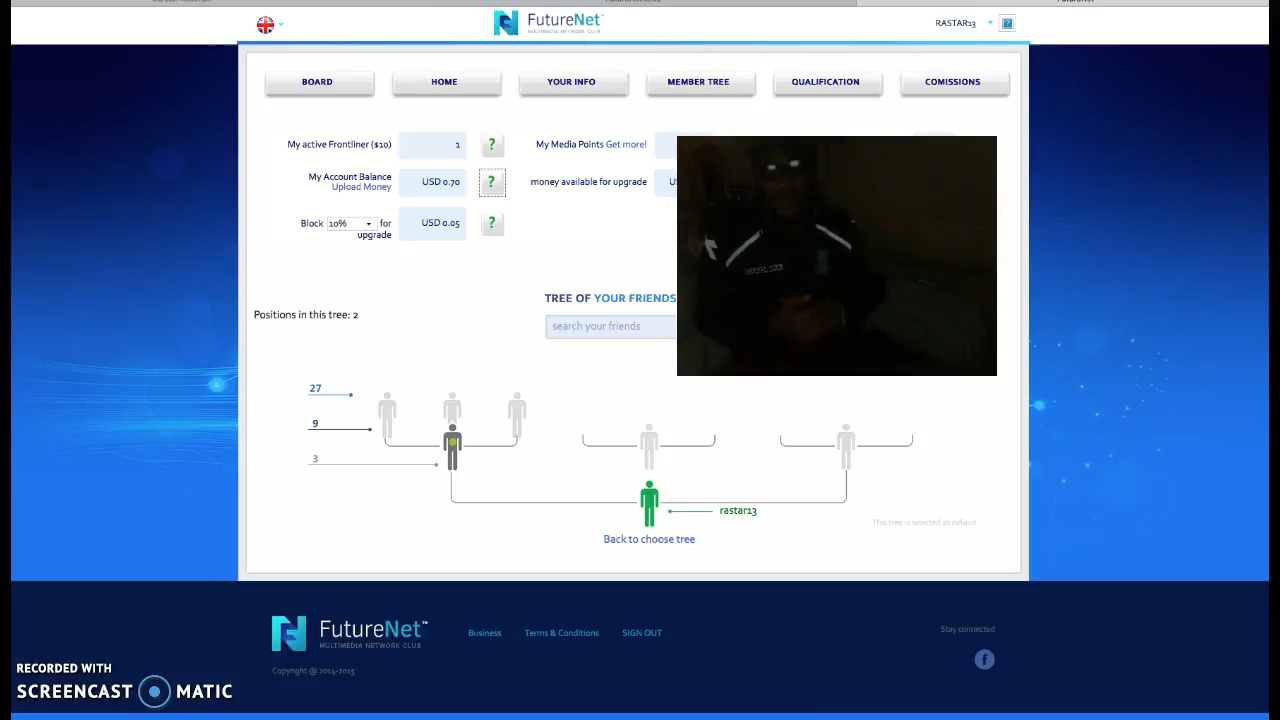 FutureNet
FutureNet™
MULTIMEDIA NETWORK CLUB
RASTAR13
BOARD
HOME
YOUR INFO
MEMBER TREE
QUALIFICATION
COMISSIONS
My active Frontliner ($10)
1
?
My Media Points Get more!
My Account Balance
Upload Money
USD 0.70
?
money available for upgrade
Block 10% for
upgrade
USD 0.05
?
TREE OF YOUR FRIENDS
Positions in this tree: 2
search your friends
27
9
3
rastar13
This tree is selected as default
Back to choose tree
FutureNet™
MULTIMEDIA NETWORK CLUB
Business
Terms & Conditions
SIGN OUT
Stay connected
f
Copyright @ 2014-2015
RECORDED WITH
SCREENCAST MATIC